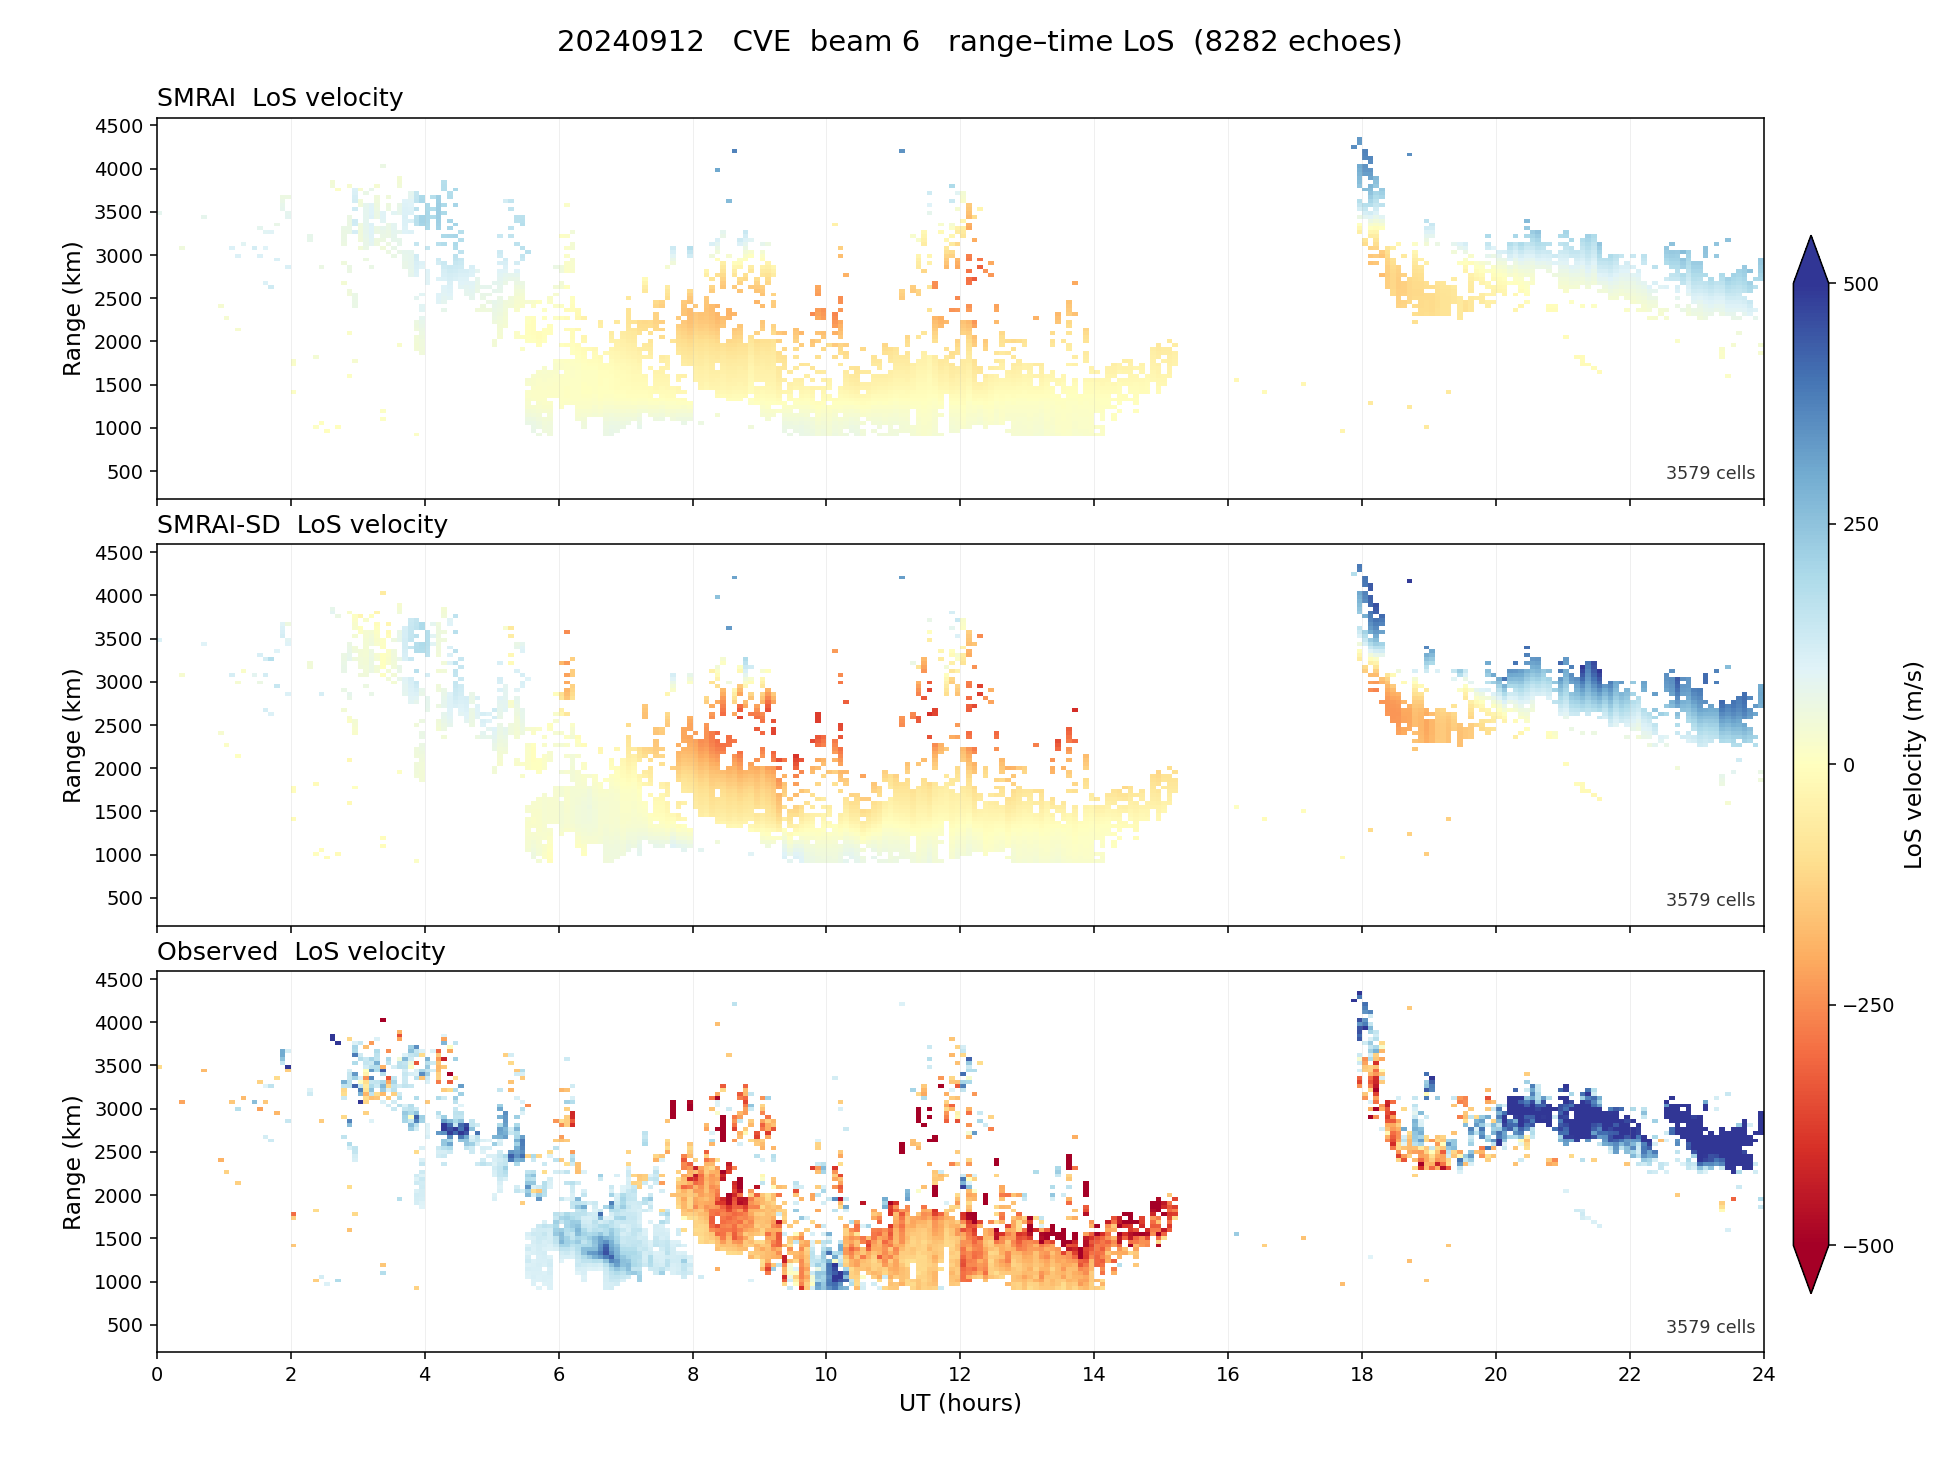 20240912   CVE  beam 6   range–time LoS  (8282 echoes)
SMRAI  LoS velocity
4500
4000
3500
3000
2500
2000
1500
1000
500
Range (km)
3579 cells
SMRAI-SD  LoS velocity
4500
4000
3500
3000
2500
2000
1500
1000
500
Range (km)
3579 cells
Observed  LoS velocity
4500
4000
3500
3000
2500
2000
1500
1000
500
Range (km)
3579 cells
0 2 4 6 8 10 12 14 16 18 20 22 24
UT (hours)
500
250
0
−250
−500
LoS velocity (m/s)